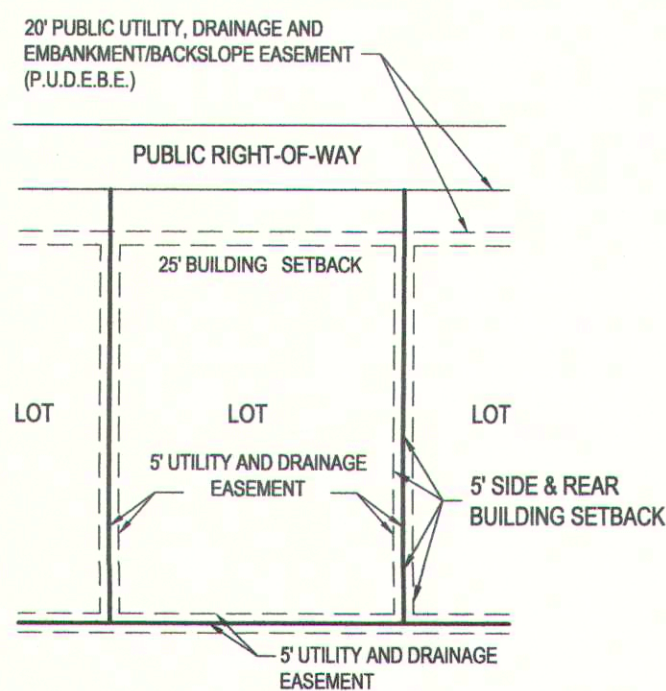 20' PUBLIC UTILITY, DRAINAGE AND
EMBANKMENT/BACKSLOPE EASEMENT
(P.U.D.E.B.E.)
PUBLIC RIGHT-OF-WAY
25' BUILDING SETBACK
LOT
LOT
LOT
5' UTILITY AND DRAINAGE
EASEMENT
5' SIDE & REAR
BUILDING SETBACK
5' UTILITY AND DRAINAGE
EASEMENT